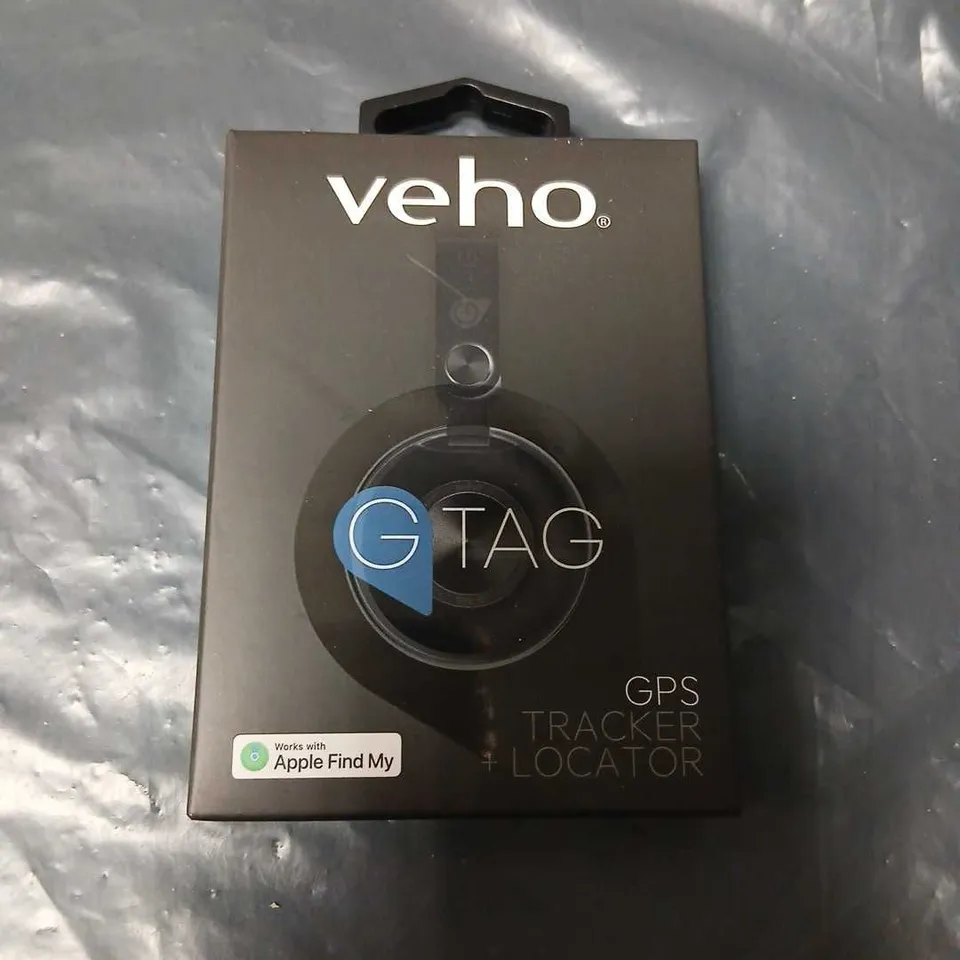 veho®
G TAG
GPS
TRACKER
+ LOCATOR
Works with
Apple Find My